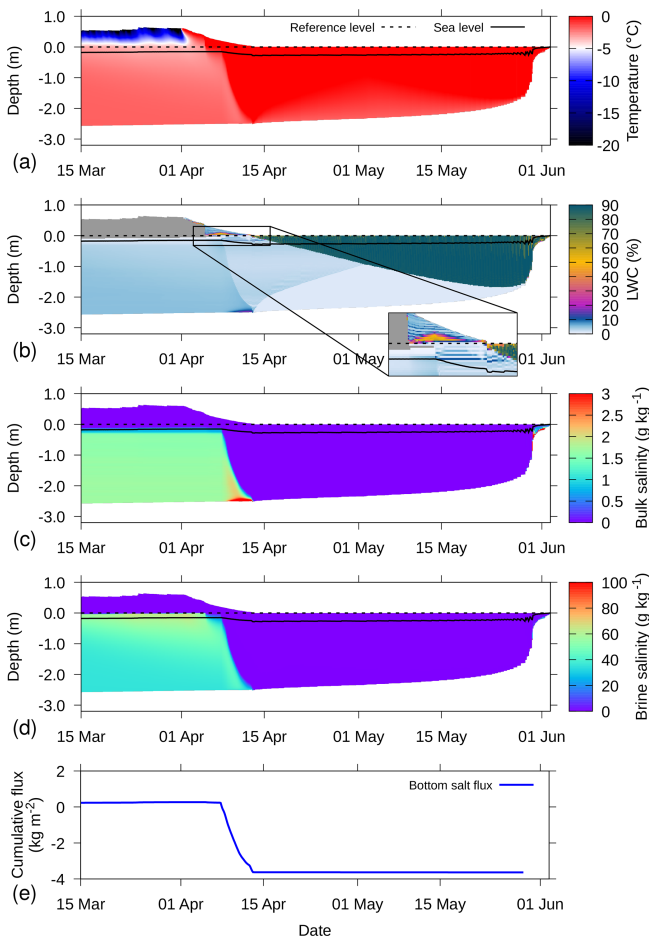 1.0
0.0
-1.0
-2.0
-3.0
Depth (m)
Reference level
Sea level
0
-5
-10
-15
-20
Temperature (°C)
(a)
15 Mar 01 Apr 15 Apr 01 May 15 May 01 Jun
1.0
0.0
-1.0
-2.0
-3.0
Depth (m)
90
80
70
60
50
40
30
20
10
0
LWC (%)
(b)
15 Mar 01 Apr 15 Apr 01 May 15 May 01 Jun
1.0
0.0
-1.0
-2.0
-3.0
Depth (m)
3
2.5
2
1.5
1
0.5
0
Bulk salinity (g kg-1)
(c)
15 Mar 01 Apr 15 Apr 01 May 15 May 01 Jun
1.0
0.0
-1.0
-2.0
-3.0
Depth (m)
100
80
60
40
20
0
Brine salinity (g kg-1)
(d)
15 Mar 01 Apr 15 Apr 01 May 15 May 01 Jun
2
0
-2
-4
Cumulative flux
(kg m-2)
Bottom salt flux
(e)
15 Mar 01 Apr 15 Apr 01 May 15 May 01 Jun
Date